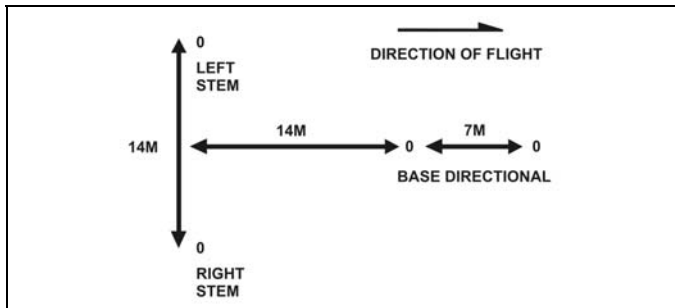 0
LEFT
STEM
DIRECTION OF FLIGHT
14M
14M
0
7M
0
BASE DIRECTIONAL
0
RIGHT
STEM